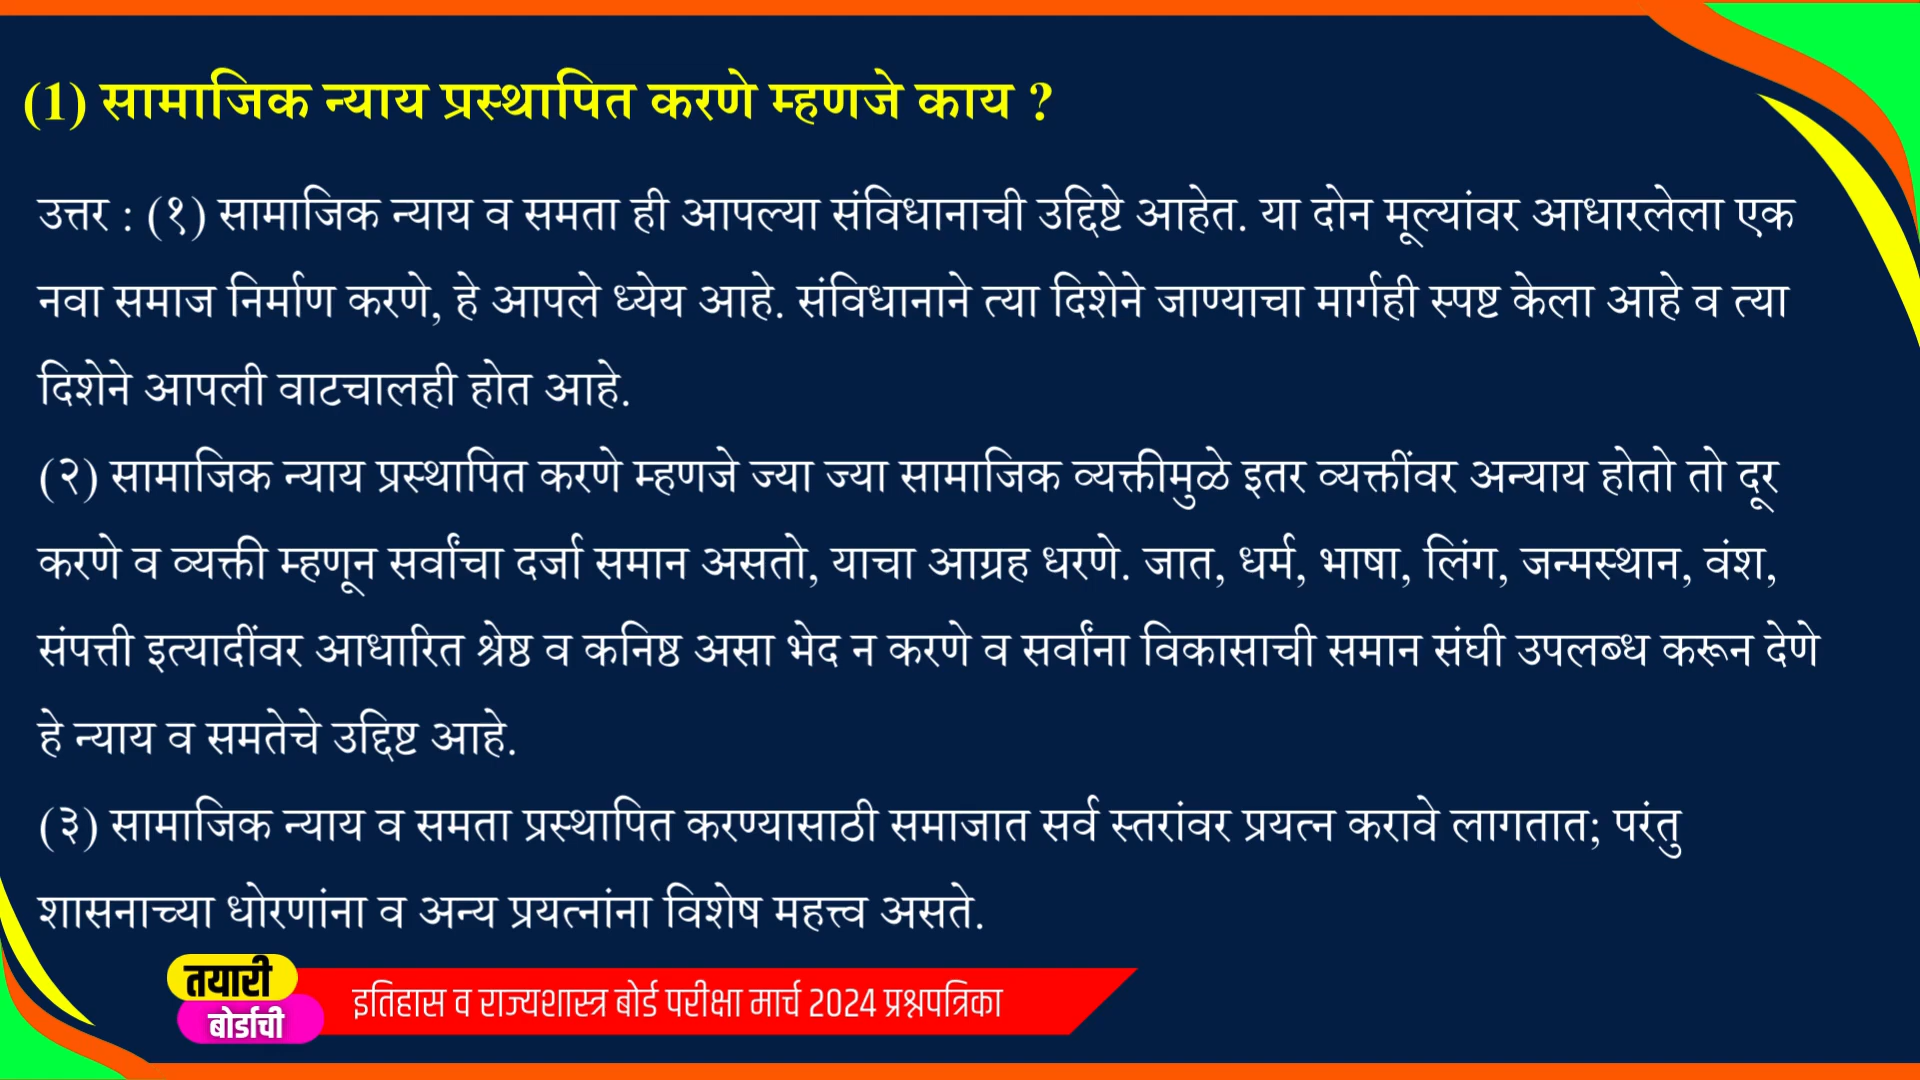 (1) सामाजिक न्याय प्रस्थापित करणे म्हणजे काय ?
उत्तर : (१) सामाजिक न्याय व समता ही आपल्या संविधानाची उद्दिष्टे आहेत. या दोन मूल्यांवर आधारलेला एक
नवा समाज निर्माण करणे, हे आपले ध्येय आहे. संविधानाने त्या दिशेने जाण्याचा मार्गही स्पष्ट केला आहे व त्या
दिशेने आपली वाटचालही होत आहे.
(२) सामाजिक न्याय प्रस्थापित करणे म्हणजे ज्या ज्या सामाजिक व्यक्तीमुळे इतर व्यक्तींवर अन्याय होतो तो दूर
करणे व व्यक्ती म्हणून सर्वांचा दर्जा समान असतो, याचा आग्रह धरणे. जात, धर्म, भाषा, लिंग, जन्मस्थान, वंश,
संपत्ती इत्यादींवर आधारित श्रेष्ठ व कनिष्ठ असा भेद न करणे व सर्वांना विकासाची समान संघी उपलब्ध करून देणे
हे न्याय व समतेचे उद्दिष्ट आहे.
(३) सामाजिक न्याय व समता प्रस्थापित करण्यासाठी समाजात सर्व स्तरांवर प्रयत्न करावे लागतात; परंतु
शासनाच्या धोरणांना व अन्य प्रयत्नांना विशेष महत्त्व असते.
तयारी
बोर्डाची
इतिहास व राज्यशास्त्र बोर्ड परीक्षा मार्च 2024 प्रश्नपत्रिका